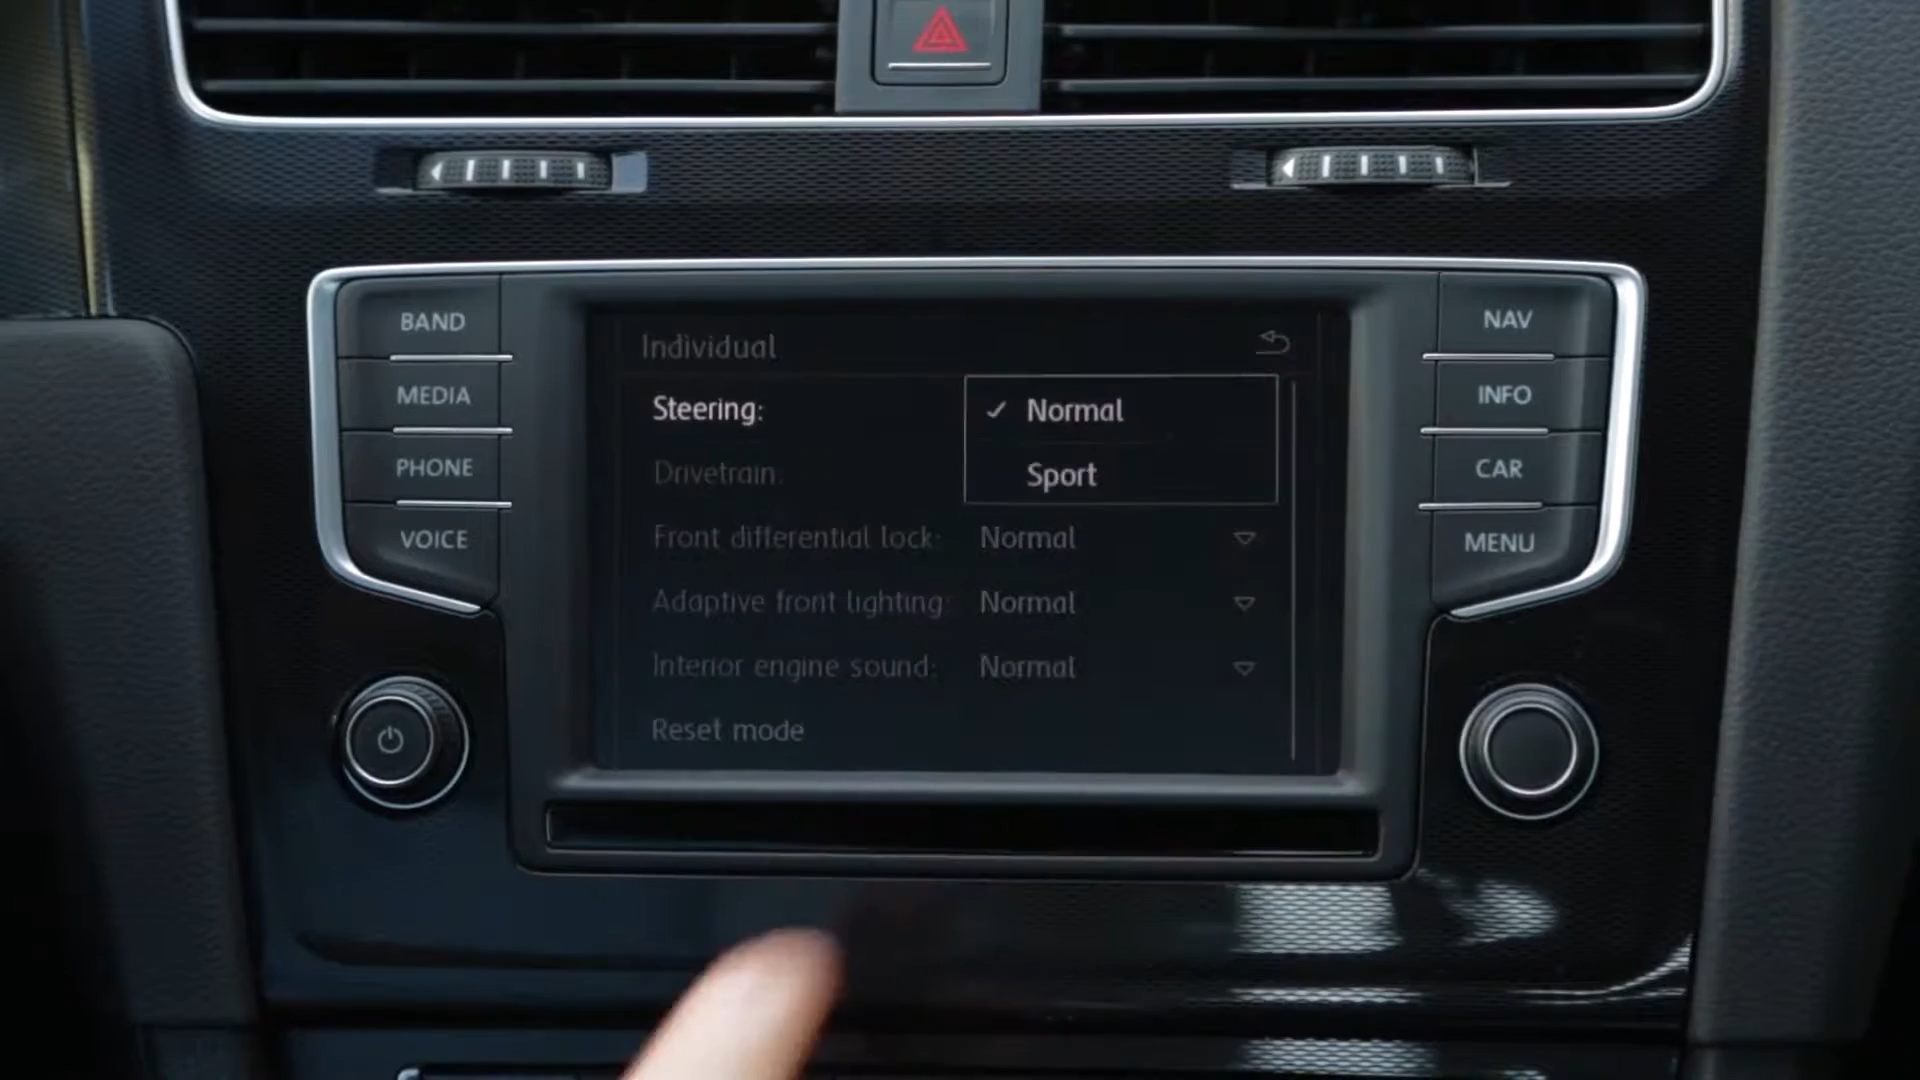 BAND
MEDIA
PHONE
VOICE
Individual
Steering: ✓ Normal
Drivetrain: Sport
Front differential lock: Normal
Adaptive front lighting: Normal
Interior engine sound: Normal
Reset mode
NAV
INFO
CAR
MENU